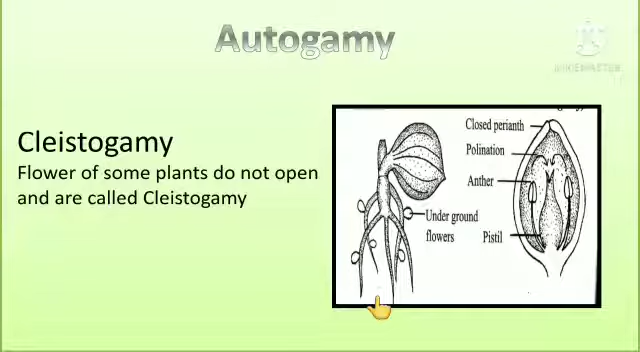 Autogamy
KINEMASTER
Cleistogamy
Flower of some plants do not open
and are called Cleistogamy
Closed perianth
Polination
Anther
Under ground
flowers
Pistil